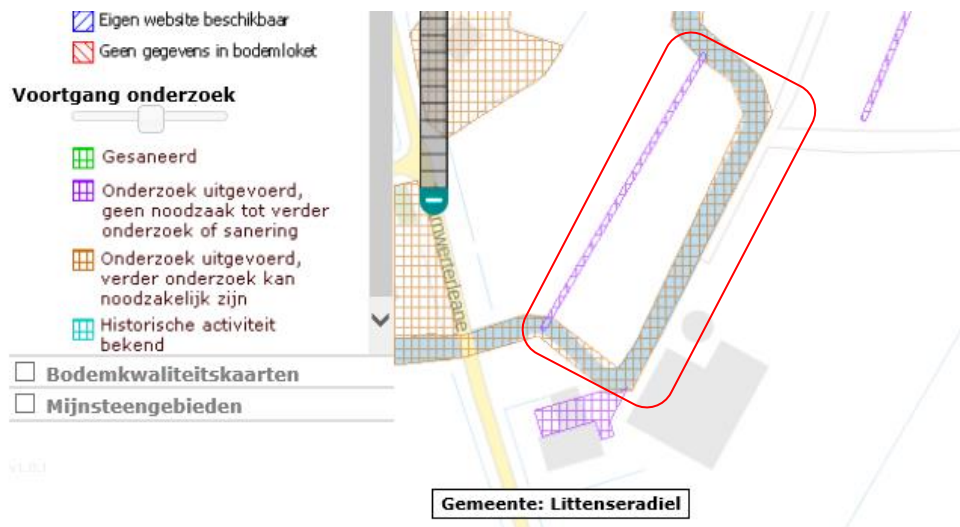 Eigen website beschikbaar
Geen gegevens in bodemloket
Voortgang onderzoek
Gesaneerd
Onderzoek uitgevoerd,
geen noodzaak tot verder
onderzoek of sanering
Onderzoek uitgevoerd,
verder onderzoek kan
noodzakelijk zijn
Historische activiteit
bekend
Bodemkwaliteitskaarten
Mijnsteengebieden
mwerterleane
Gemeente: Littenseradiel